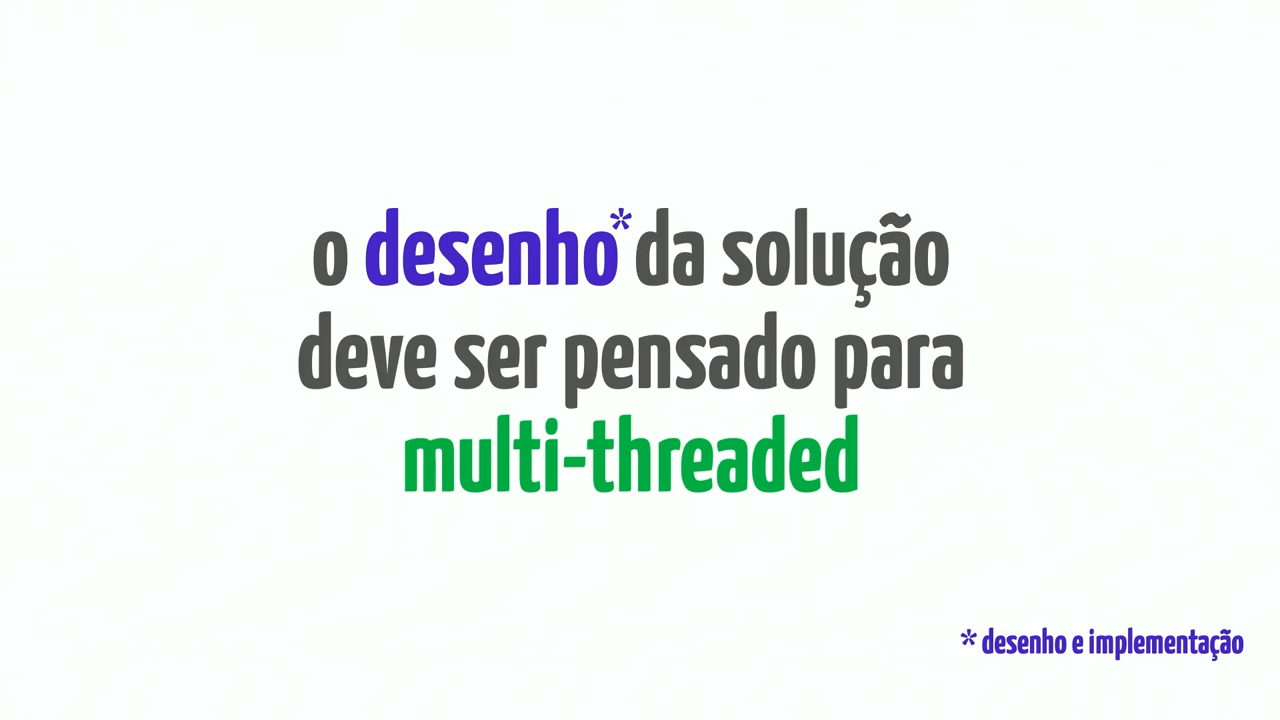 o desenho* da solução
deve ser pensado para
multi-threaded
* desenho e implementação